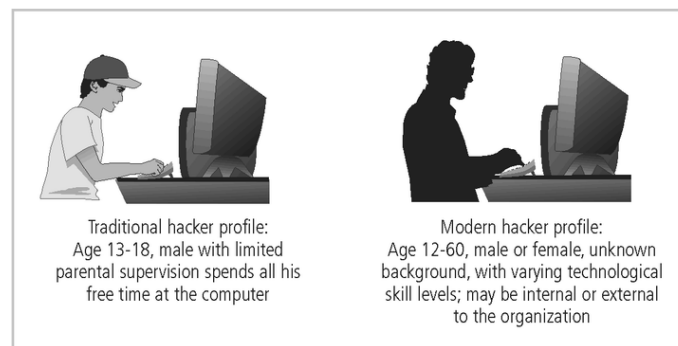 Traditional hacker profile:
Age 13-18, male with limited
parental supervision spends all his
free time at the computer
Modern hacker profile:
Age 12-60, male or female, unknown
background, with varying technological
skill levels; may be internal or external
to the organization